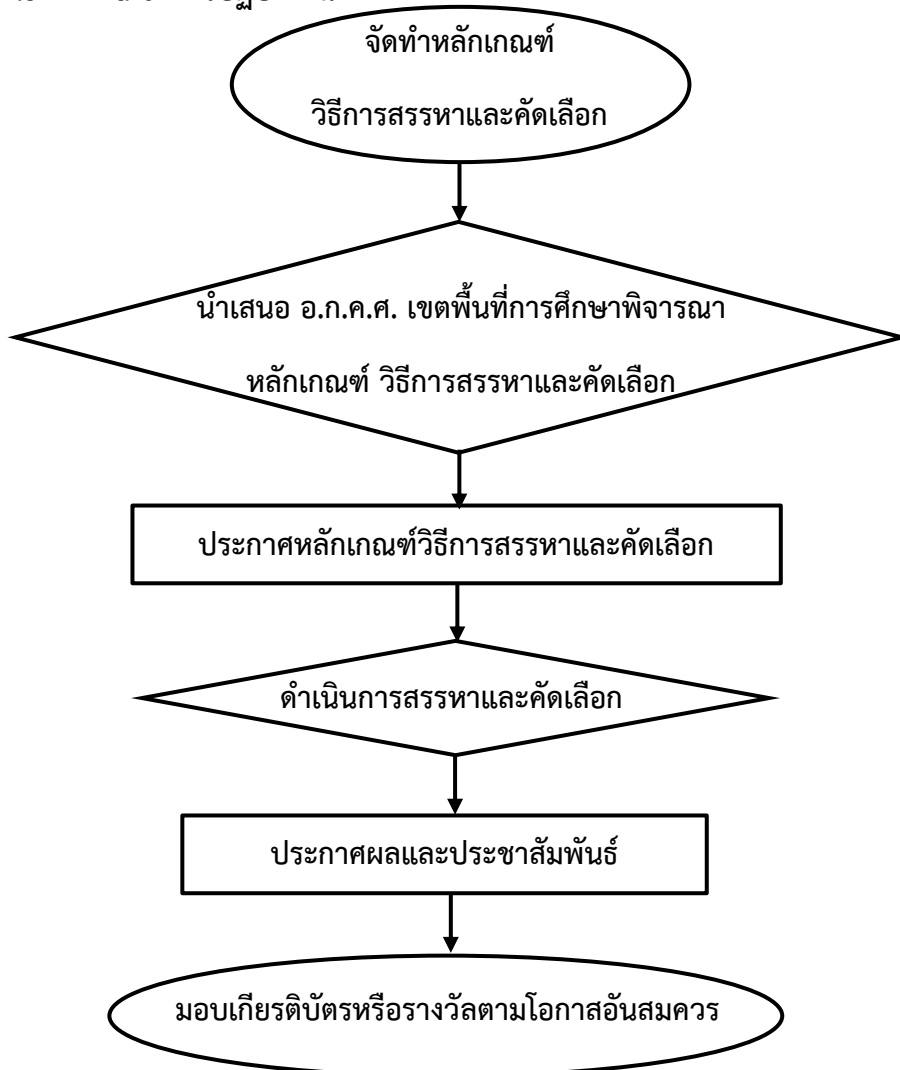 จัดทำหลักเกณฑ์
วิธีการสรรหาและคัดเลือก
นำเสนอ อ.ก.ค.ศ. เขตพื้นที่การศึกษาพิจารณา
หลักเกณฑ์ วิธีการสรรหาและคัดเลือก
ประกาศหลักเกณฑ์วิธีการสรรหาและคัดเลือก
ดำเนินการสรรหาและคัดเลือก
ประกาศผลและประชาสัมพันธ์
มอบเกียรติบัตรหรือรางวัลตามโอกาสอันสมควร